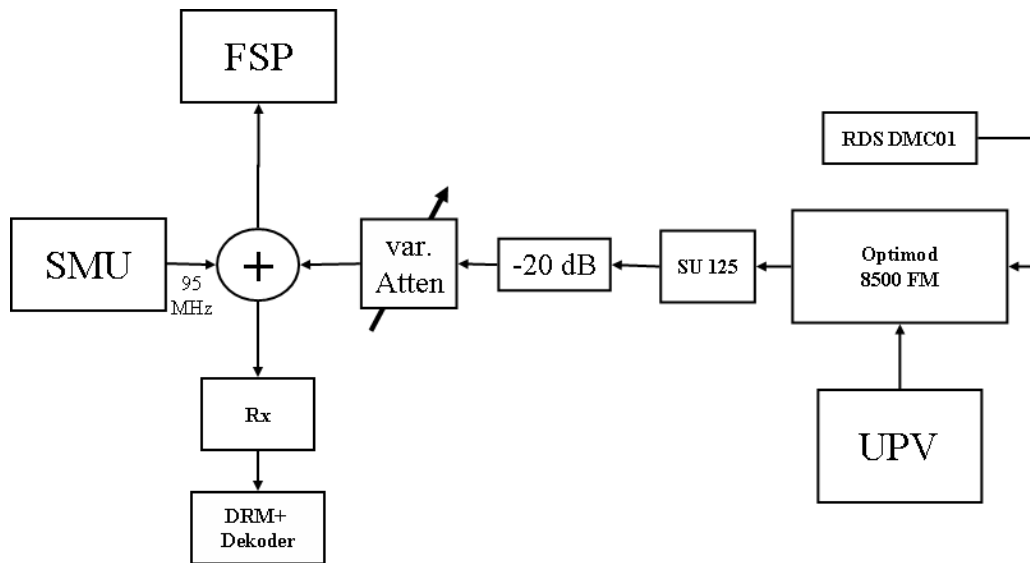 FSP
RDS DMC01
SMU
95
MHz
+
var.
Atten
-20 dB
SU 125
Optimod
8500 FM
Rx
UPV
DRM+
Dekoder